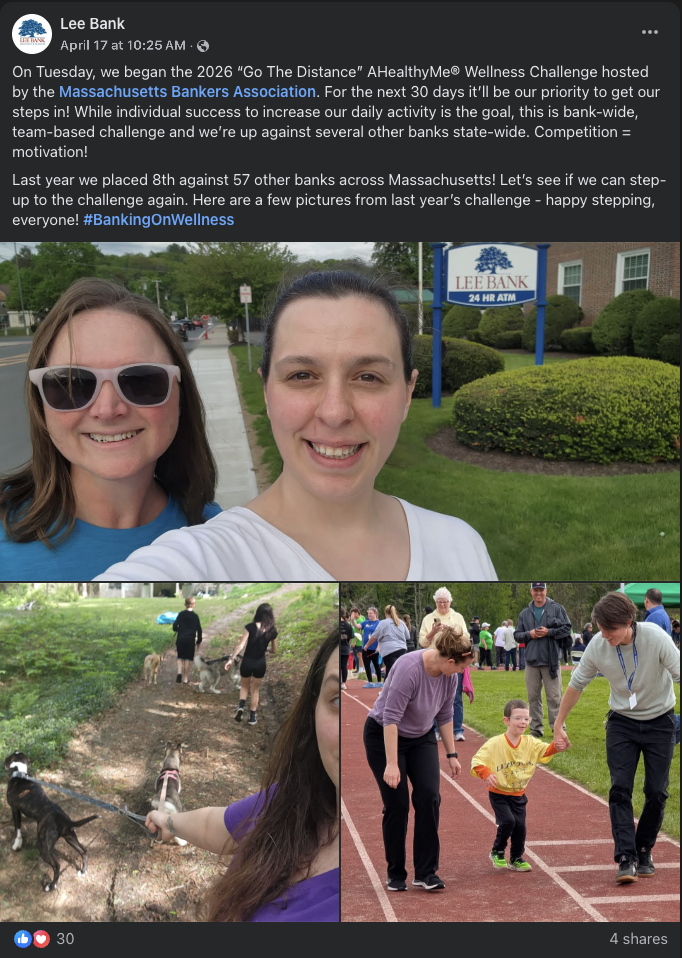 Lee Bank
April 17 at 10:25 AM ·
On Tuesday, we began the 2026 “Go The Distance” AHealthyMe® Wellness Challenge hosted
by the Massachusetts Bankers Association. For the next 30 days it’ll be our priority to get our
steps in! While individual success to increase our daily activity is the goal, this is bank-wide,
team-based challenge and we’re up against several other banks state-wide. Competition =
motivation!
Last year we placed 8th against 57 other banks across Massachusetts! Let’s see if we can step-
up to the challenge again. Here are a few pictures from last year’s challenge - happy stepping,
everyone! #BankingOnWellness
LEE BANK
24 HR ATM
30
4 shares